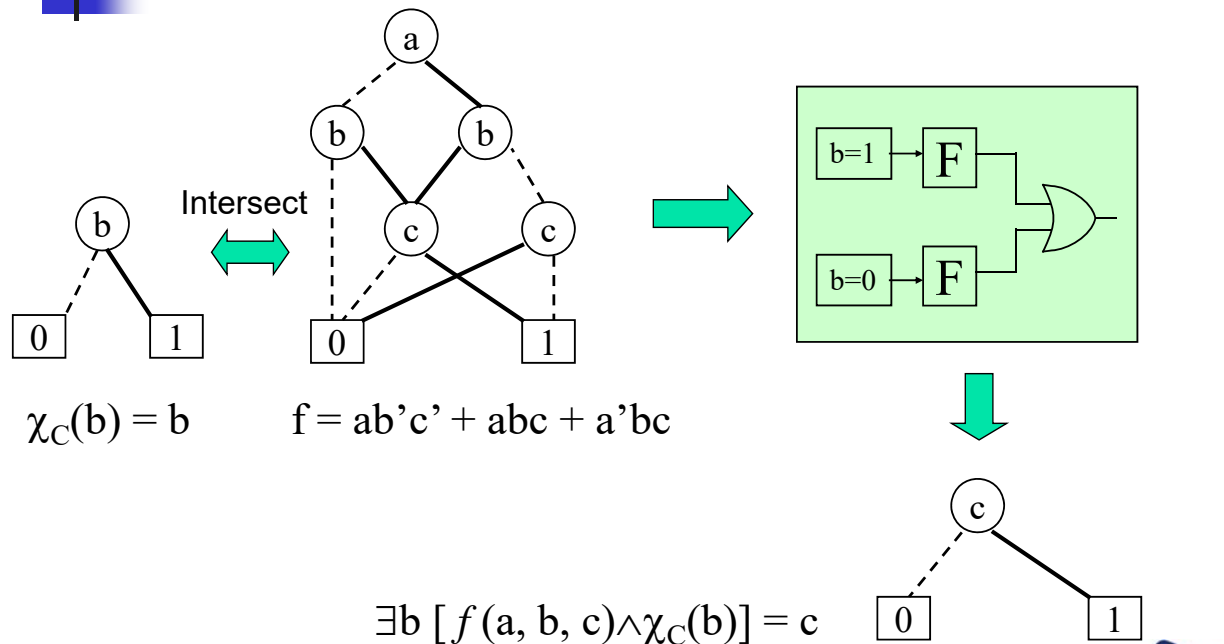 a
b b
Intersect
b
c c
0 1
0 1
b=1 F
b=0 F
χC(b) = b
f = ab’c’ + abc + a’bc
c
0 1
∃b [f (a, b, c)∧χC(b)] = c